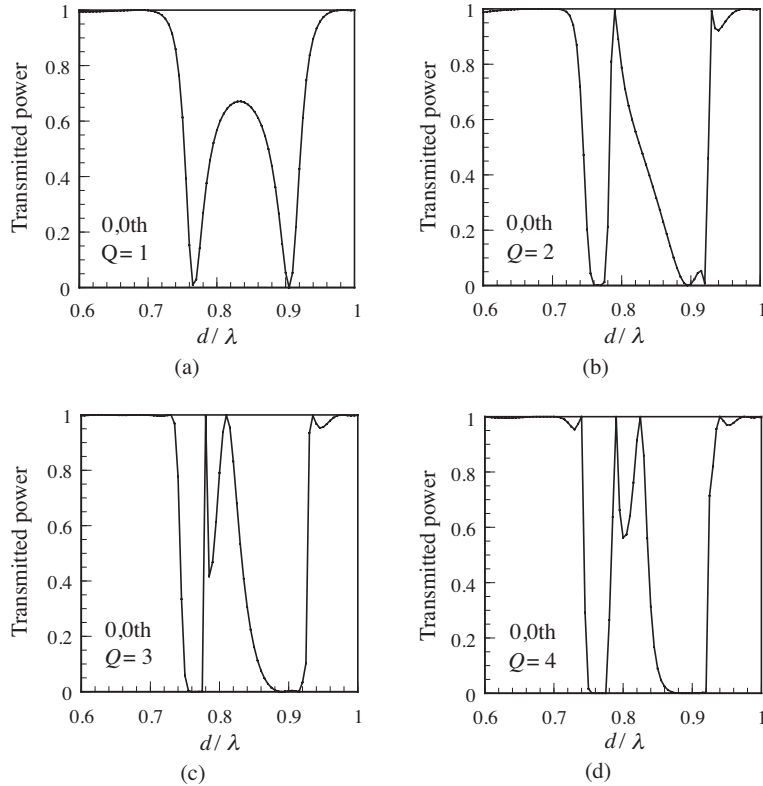 1
0.8
0.6
0.4
0.2
0
Transmitted power
0,0th
Q= 1
0.6 0.7 0.8 0.9 1
d / λ
(a)
1
0.8
0.6
0.4
0.2
0
Transmitted power
0,0th
Q= 2
0.6 0.7 0.8 0.9 1
d / λ
(b)
1
0.8
0.6
0.4
0.2
0
Transmitted power
0,0th
Q= 3
0.6 0.7 0.8 0.9 1
d / λ
(c)
1
0.8
0.6
0.4
0.2
0
Transmitted power
0,0th
Q= 4
0.6 0.7 0.8 0.9 1
d / λ
(d)